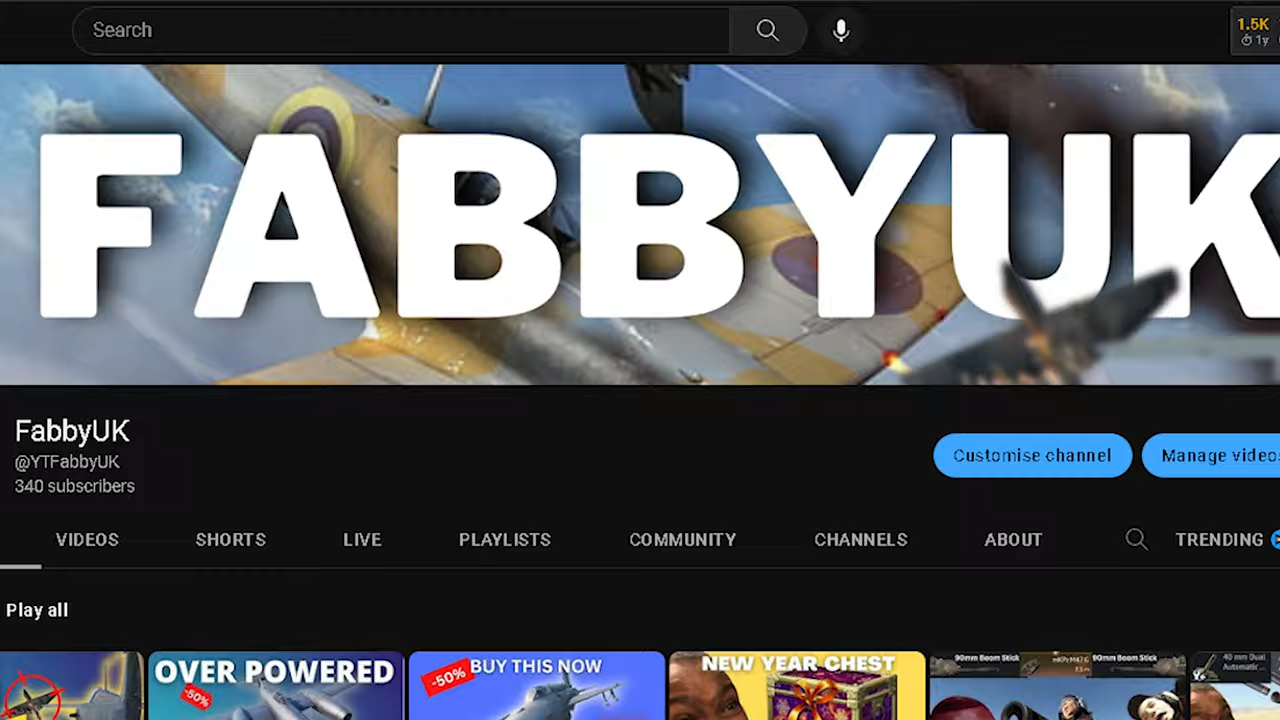 Search
1.5K
1y
FABBYUK
FabbyUK
@YTFabbyUK
340 subscribers
Customise channel
Manage videos
VIDEOS
SHORTS
LIVE
PLAYLISTS
COMMUNITY
CHANNELS
ABOUT
TRENDING
Play all
OVER POWERED
-50%
-50%
BUY THIS NOW
NEW YEAR CHEST
90mm Boom Stick
90mm Boom Stick
40 mm Dual
Automatic...